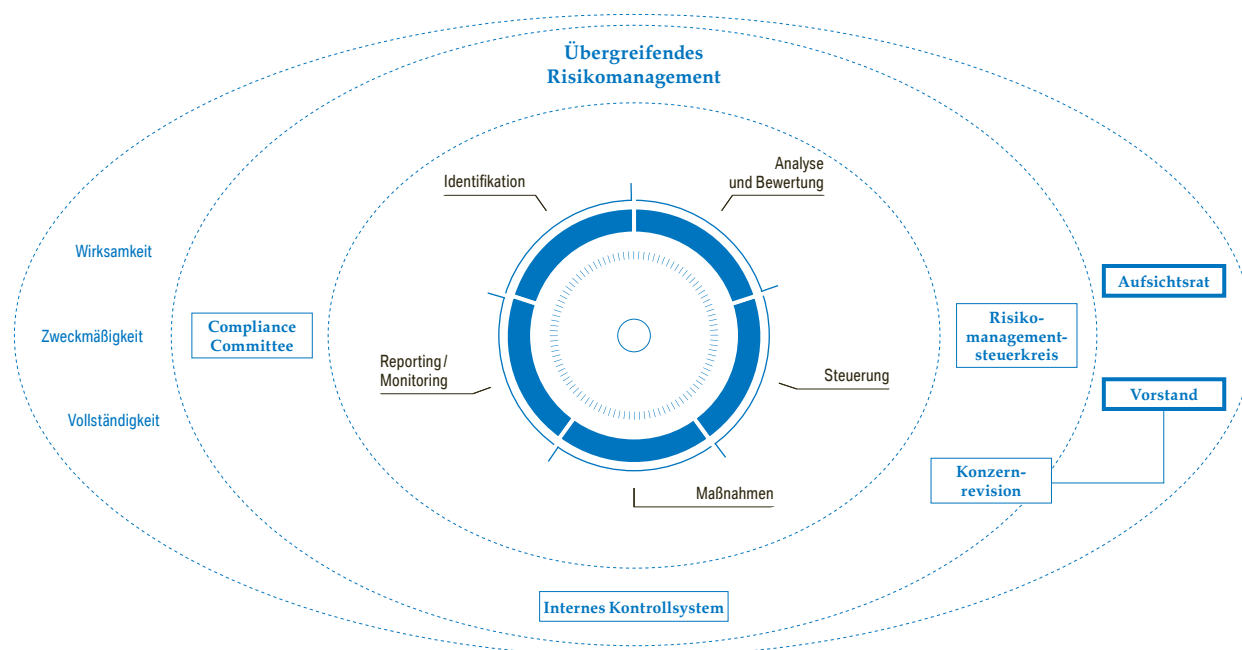 Übergreifendes
Risikomanagement
Identifikation
Analyse
und Bewertung
Wirksamkeit
Zweckmäßigkeit
Vollständigkeit
Compliance
Committee
Reporting /
Monitoring
Steuerung
Maßnahmen
Risiko-
management-
steuerkreis
Aufsichtsrat
Vorstand
Konzern-
revision
Internes Kontrollsystem